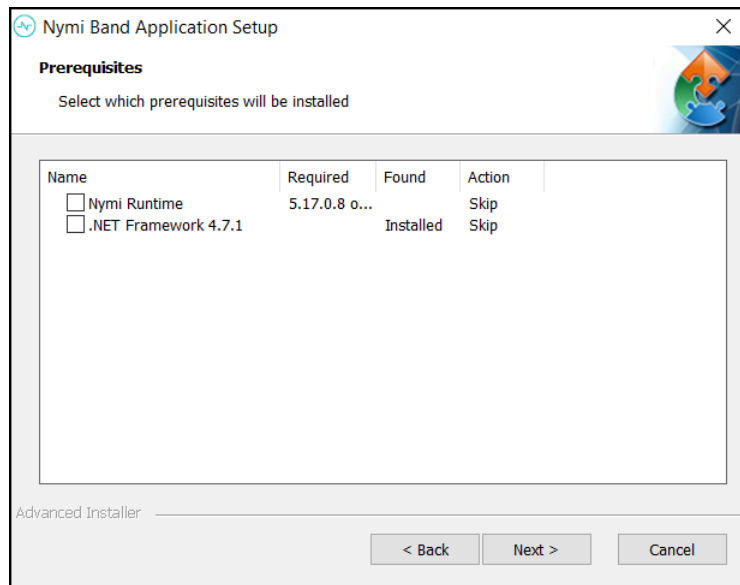 Nymi Band Application Setup
Prerequisites
Select which prerequisites will be installed
Name Required Found Action
Nymi Runtime 5.17.0.8 o... Skip
.NET Framework 4.7.1 Installed Skip
Advanced Installer
< Back Next > Cancel